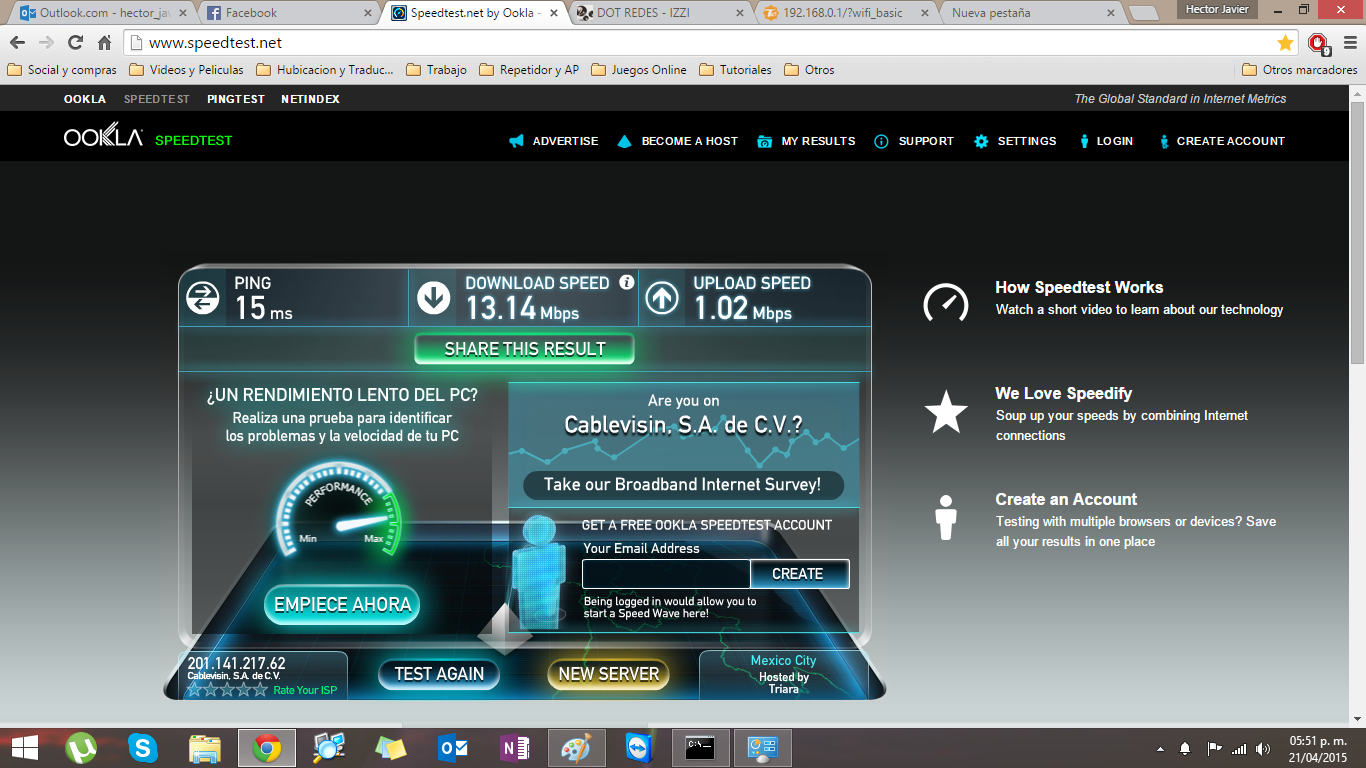 Outlook.com - hector_jav
Facebook
Speedtest.net by Ookla -
DOT REDES - IZZI
192.168.0.1/?wifi_basic
Nueva pestaña
Hector Javier
www.speedtest.net
9
Social y compras
Videos y Peliculas
Hubicacion y Traduc...
Trabajo
Repetidor y AP
Juegos Online
Tutoriales
Otros
Otros marcadores
OOKLA
SPEEDTEST
PINGTEST
NETINDEX
The Global Standard in Internet Metrics
OOKLA SPEEDTEST
ADVERTISE
BECOME A HOST
MY RESULTS
SUPPORT
SETTINGS
LOGIN
CREATE ACCOUNT
PING
15 ms
DOWNLOAD SPEED
13.14 Mbps
UPLOAD SPEED
1.02 Mbps
SHARE THIS RESULT
¿UN RENDIMIENTO LENTO DEL PC?
Realiza una prueba para identificar
los problemas y la velocidad de tu PC
PERFORMANCE
Min
Max
EMPIECE AHORA
Are you on
Cablevisin, S.A. de C.V.?
Take our Broadband Internet Survey!
GET A FREE OOKLA SPEEDTEST ACCOUNT
Your Email Address
CREATE
Being logged in would allow you to
start a Speed Wave here!
201.141.217.62
Cablevisin, S.A. de C.V.
Rate Your ISP
TEST AGAIN
NEW SERVER
Mexico City
Hosted by
Triara
How Speedtest Works
Watch a short video to learn about our technology
We Love Speedify
Soup up your speeds by combining Internet
connections
Create an Account
Testing with multiple browsers or devices? Save
all your results in one place
C:\
05:51 p. m.
21/04/2015